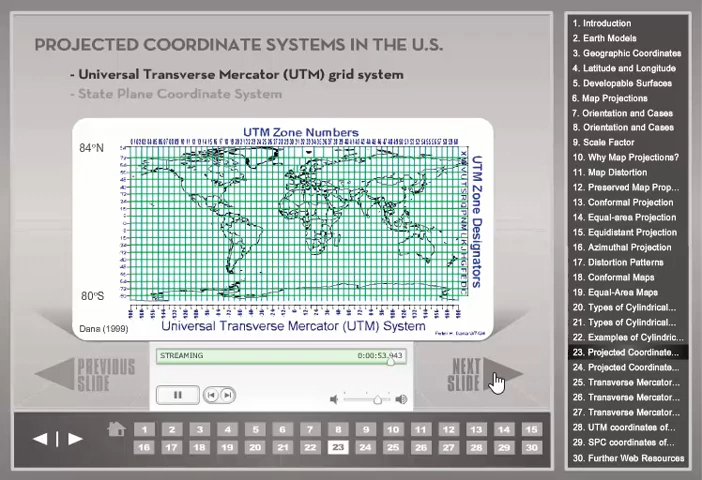 PROJECTED COORDINATE SYSTEMS IN THE U.S.
- Universal Transverse Mercator (UTM) grid system
- State Plane Coordinate System
UTM Zone Numbers
84°N
UTM Zone Designators
80°S
Dana (1999)
Universal Transverse Mercator (UTM) System
STREAMING
0:00:53.943
PREVIOUS
SLIDE
NEXT
SLIDE
1 2 3 4 5 6 7 8 9 10 11 12 13 14 15
16 17 18 19 20 21 22 23 24 25 26 27 28 29 30
1. Introduction
2. Earth Models
3. Geographic Coordinates
4. Latitude and Longitude
5. Developable Surfaces
6. Map Projections
7. Orientation and Cases
8. Orientation and Cases
9. Scale Factor
10. Why Map Projections?
11. Map Distortion
12. Preserved Map Prop...
13. Conformal Projection
14. Equal-area Projection
15. Equidistant Projection
16. Azimuthal Projection
17. Distortion Patterns
18. Conformal Maps
19. Equal-Area Maps
20. Types of Cylindrical...
21. Types of Cylindrical...
22. Examples of Cylindric...
23. Projected Coordinate...
24. Projected Coordinate...
25. Transverse Mercator...
26. Transverse Mercator...
27. Transverse Mercator...
28. UTM coordinates of...
29. SPC coordinates of...
30. Further Web Resources